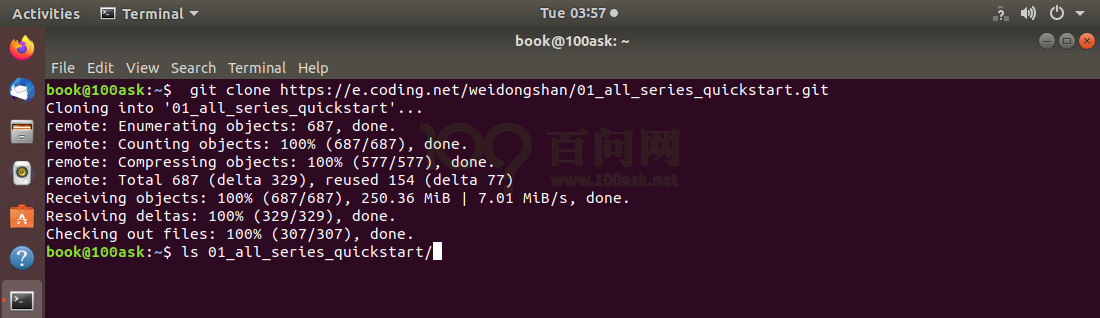 Activities Terminal Tue 03:57
book@100ask: ~
File Edit View Search Terminal Help
book@100ask:~$  git clone https://e.coding.net/weidongshan/01_all_series_quickstart.git
Cloning into '01_all_series_quickstart'...
remote: Enumerating objects: 687, done.
remote: Counting objects: 100% (687/687), done.
remote: Compressing objects: 100% (577/577), done.
remote: Total 687 (delta 329), reused 154 (delta 77)
Receiving objects: 100% (687/687), 250.36 MiB | 7.01 MiB/s, done.
Resolving deltas: 100% (329/329), done.
Checking out files: 100% (307/307), done.
book@100ask:~$ ls 01_all_series_quickstart/
100 百问网
www.100ask.net